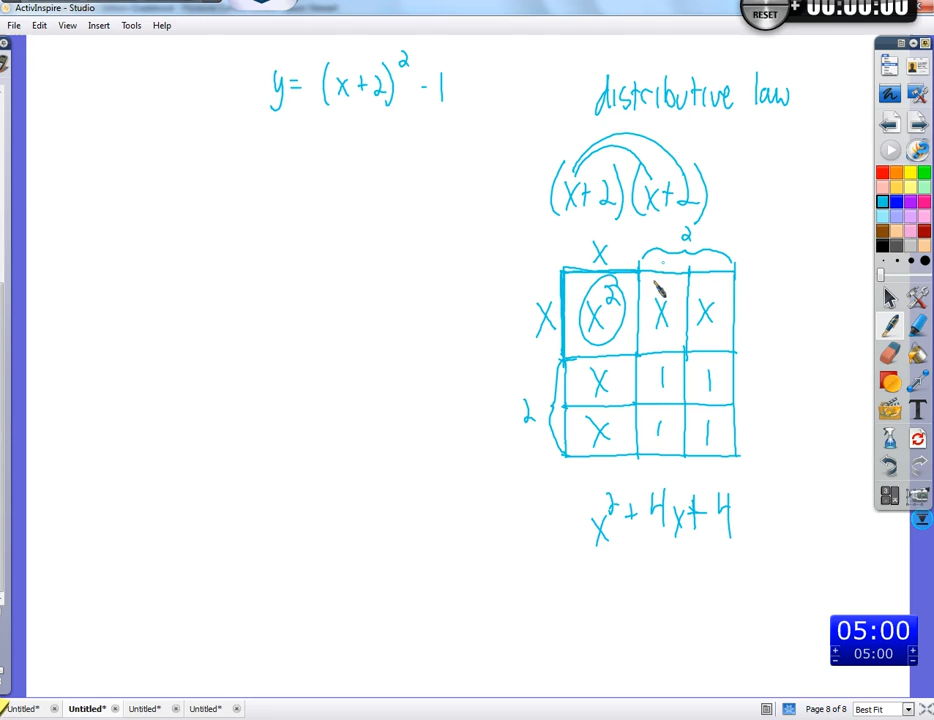 ActivInspire - Studio
00:00:00
RESET
File Edit View Insert Tools Help
y= (x+2)² -1
distributive law
(x+2)(x+2)
2
x
x x² x x
x 1 1
2
x 1 1
x² + 4x + 4
05:00
05:00
Untitled* Untitled* Untitled* Untitled* Page 8 of 8 Best Fit